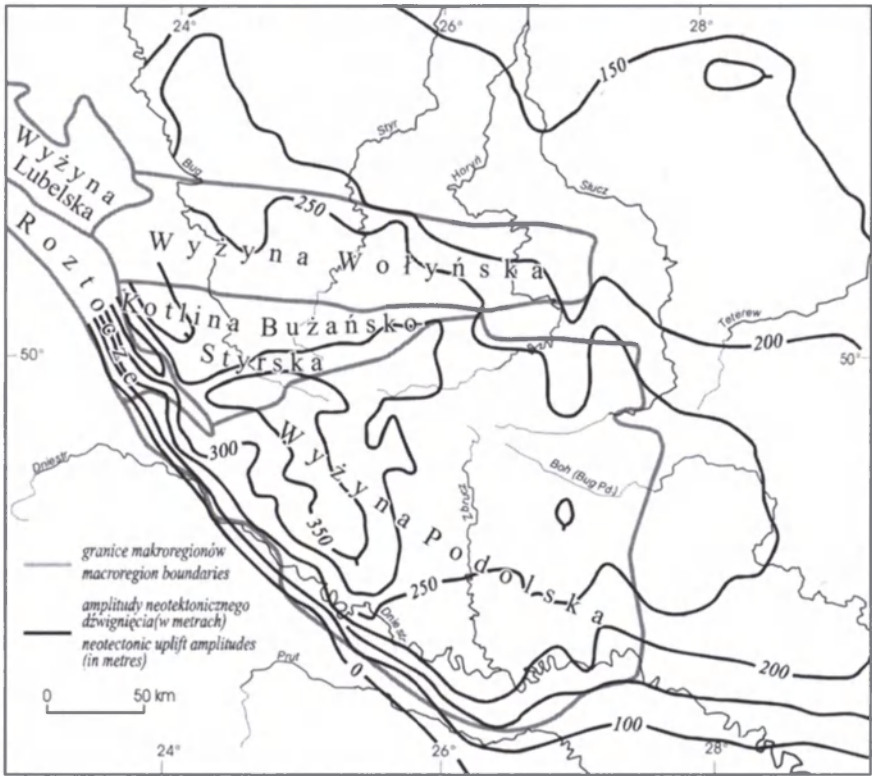 24°
26°
28°
150
Styr
Horyń
Słucz
Bug
Wyżyna
Lubelska
250
Roztocze
Wyżyna Wołyńska
Kotlina Bużańsko
Styrska
Teterew
200
50°
50°
Wyżyna Podolska
300
Dniestr
Boh (Bug Pd.)
Zbrucz
350
250
Dniestr
granice makroregionów
macroregion boundaries
amplitudy neotektonicznego
dźwignięcia(w metrach)
neotectonic uplift amplitudes
(in metres)
200
Prut
0
0 50 km
100
24°
26°
28°